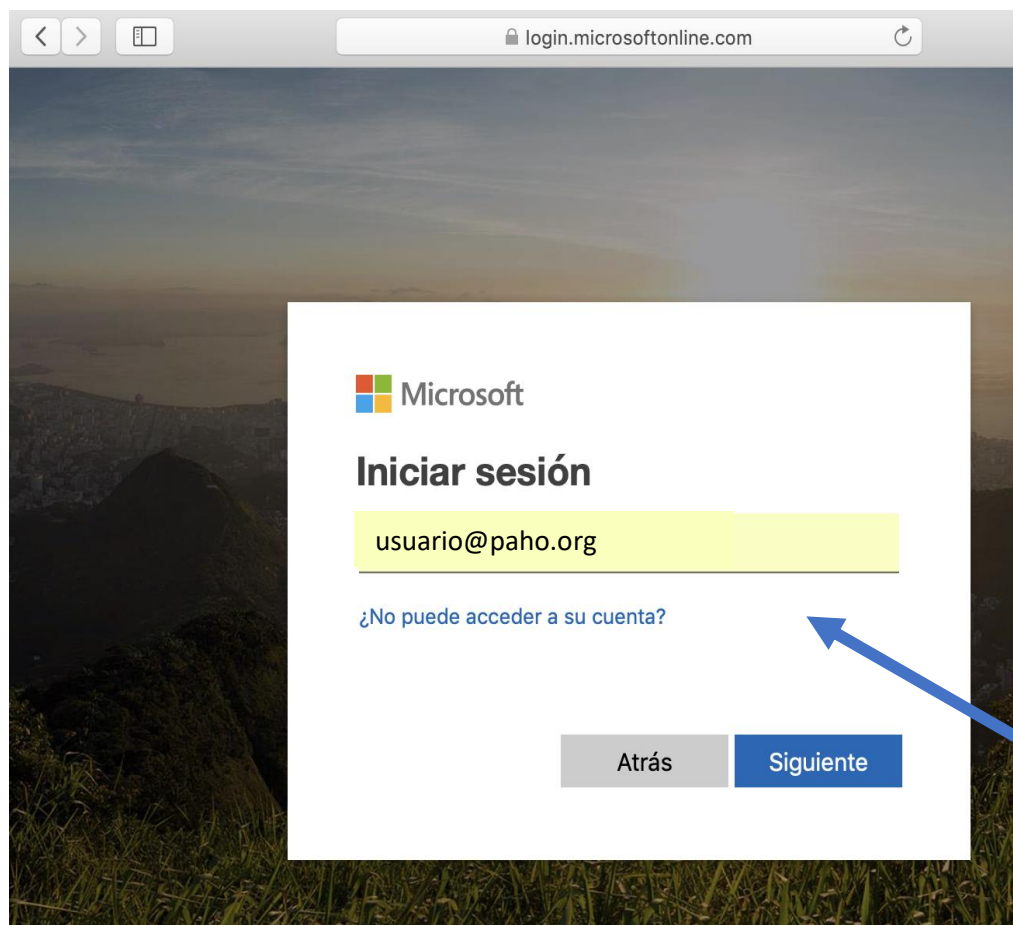 login.microsoftonline.com
Microsoft
Iniciar sesión
usuario@paho.org
¿No puede acceder a su cuenta?
Atrás
Siguiente